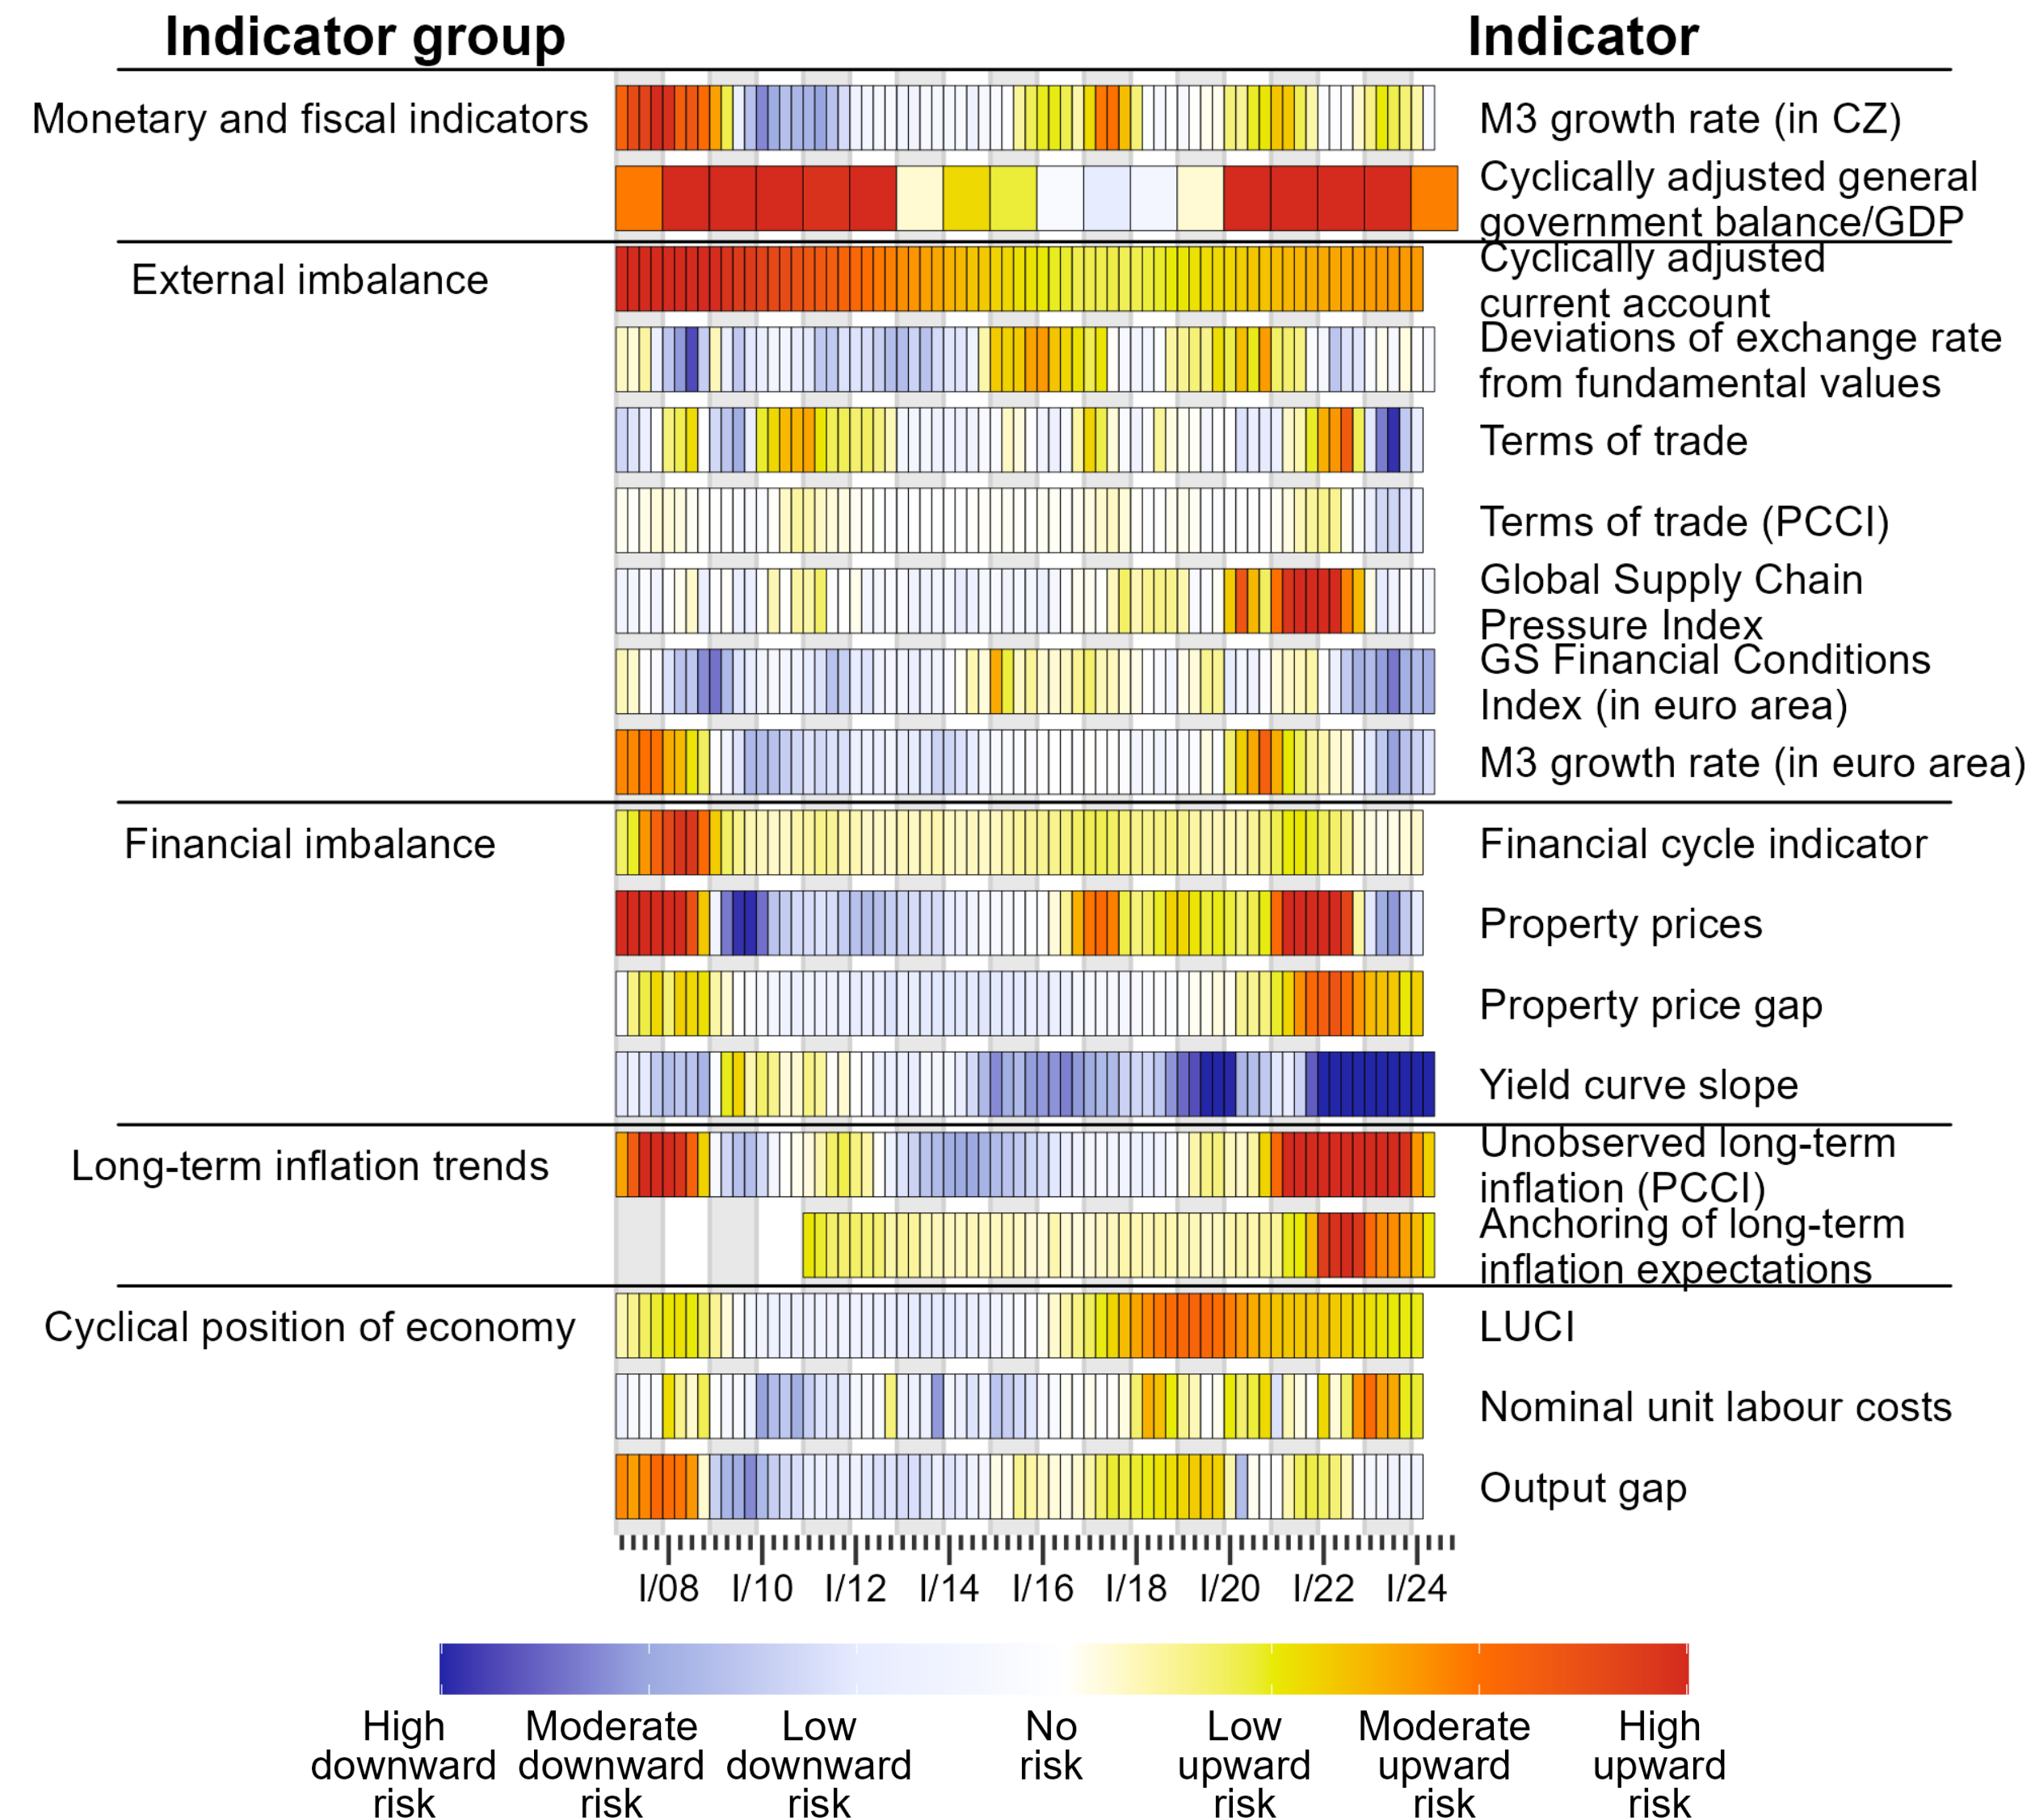 Indicator group
Indicator
Monetary and fiscal indicators
M3 growth rate (in CZ)
Cyclically adjusted general
government balance/GDP
External imbalance
Cyclically adjusted
current account
Deviations of exchange rate
from fundamental values
Terms of trade
Terms of trade (PCCI)
Global Supply Chain
Pressure Index
GS Financial Conditions
Index (in euro area)
M3 growth rate (in euro area)
Financial imbalance
Financial cycle indicator
Property prices
Property price gap
Yield curve slope
Long-term inflation trends
Unobserved long-term
inflation (PCCI)
Anchoring of long-term
inflation expectations
Cyclical position of economy
LUCI
Nominal unit labour costs
Output gap
I/08 I/10 I/12 I/14 I/16 I/18 I/20 I/22 I/24
High Moderate Low No Low Moderate High
downward downward downward risk upward upward upward
risk risk risk risk risk risk